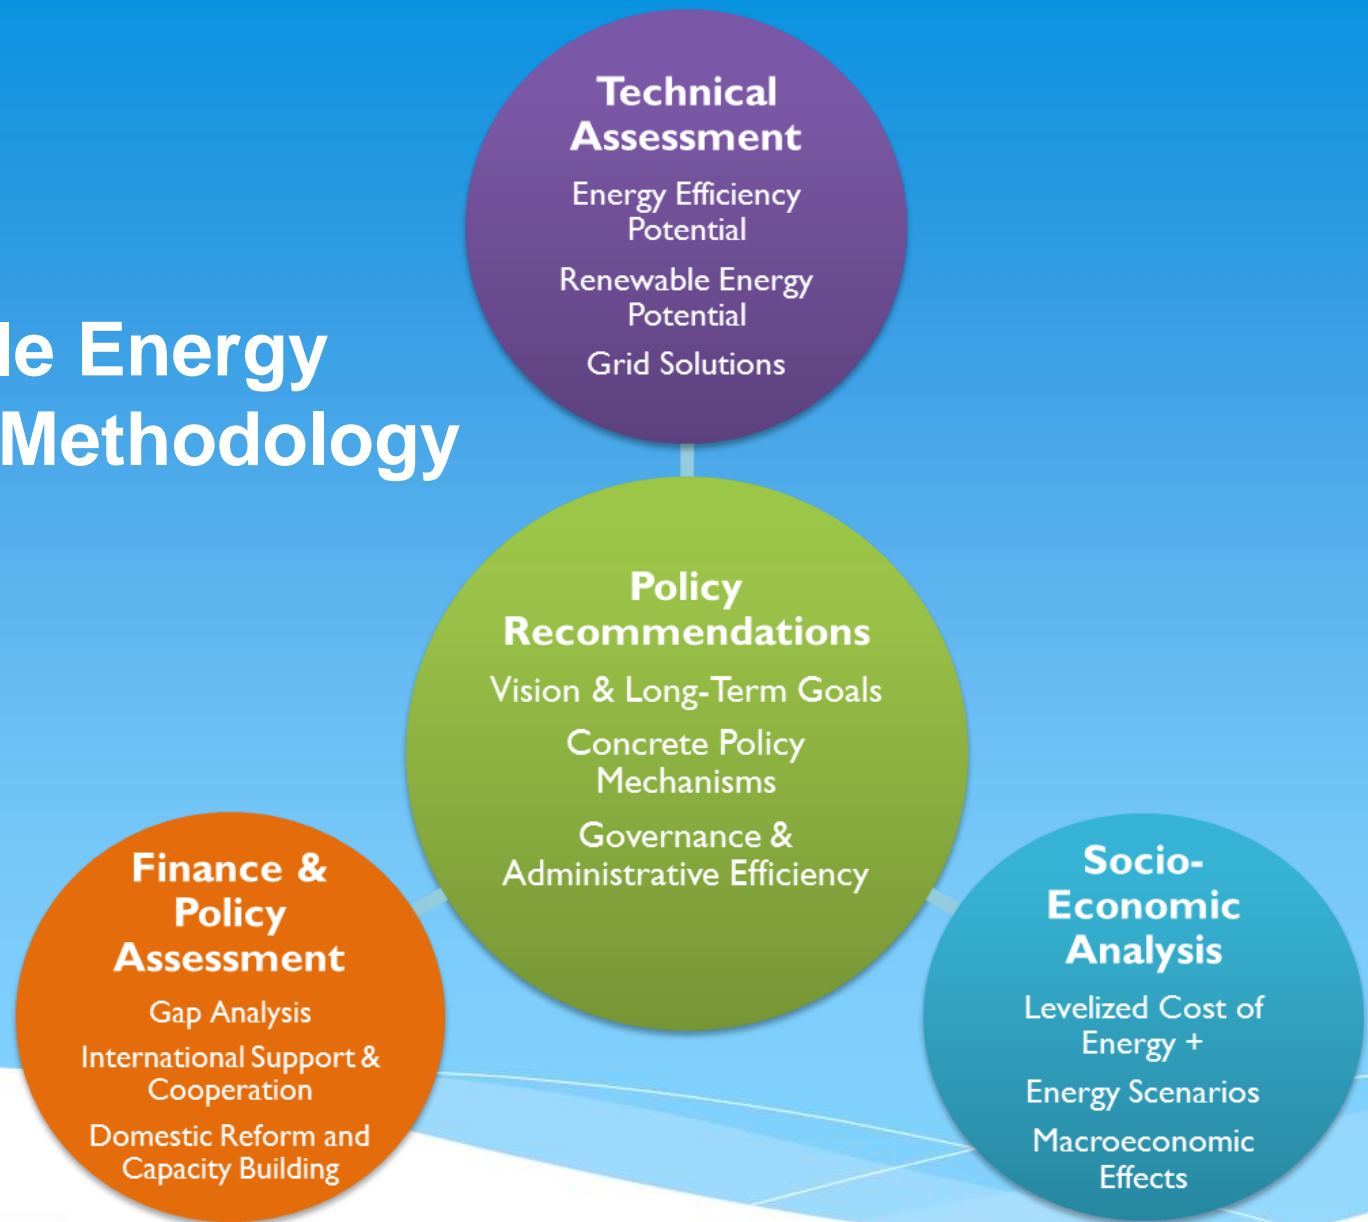 Technical
Assessment
Energy Efficiency
Potential
Renewable Energy
Potential
Grid Solutions
le Energy
Methodology
Policy
Recommendations
Vision & Long-Term Goals
Concrete Policy
Mechanisms
Governance &
Administrative Efficiency
Finance &
Policy
Assessment
Gap Analysis
International Support &
Cooperation
Domestic Reform and
Capacity Building
Socio-
Economic
Analysis
Levelized Cost of
Energy +
Energy Scenarios
Macroeconomic
Effects